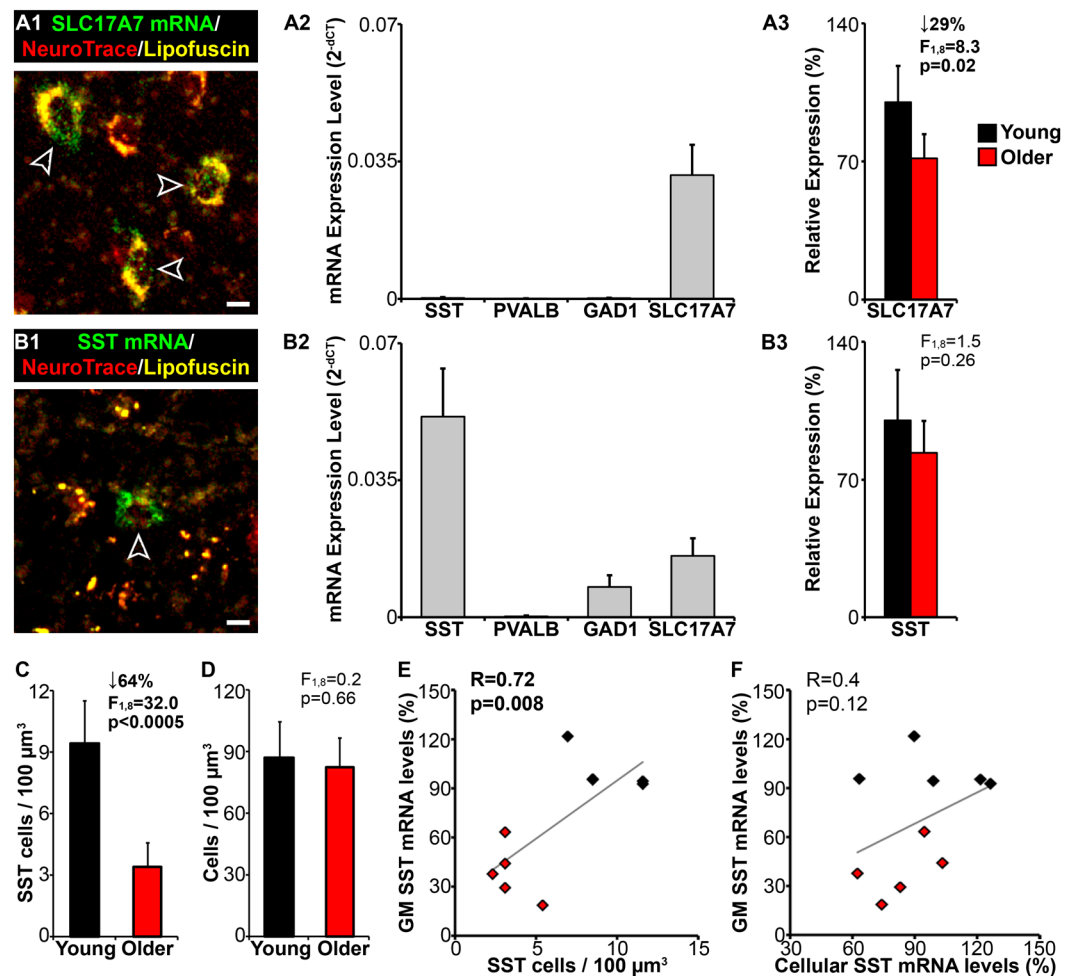 A1 SLC17A7 mRNA/
NeuroTrace/Lipofuscin
A2
mRNA Expression Level (2⁻ᵈᶜᵀ)
0.07
0.035
0
SST PVALB GAD1 SLC17A7
A3
Relative Expression (%)
140
70
0
↓29%
F1,8=8.3
p=0.02
SLC17A7
Young
Older
B1 SST mRNA/
NeuroTrace/Lipofuscin
B2
mRNA Expression Level (2⁻ᵈᶜᵀ)
0.07
0.035
0
SST PVALB GAD1 SLC17A7
B3
Relative Expression (%)
140
70
0
F1,8=1.5
p=0.26
SST
C
SST cells / 100 µm³
12
9
6
3
0
↓64%
F1,8=32.0
p<0.0005
Young Older
D
Cells / 100 µm³
120
90
60
30
0
F1,8=0.2
p=0.66
Young Older
E
GM SST mRNA levels (%)
150
120
90
60
30
0
R=0.72
p=0.008
0 5 10 15
SST cells / 100 µm³
F
GM SST mRNA levels (%)
150
120
90
60
30
0
R=0.4
p=0.12
30 60 90 120 150
Cellular SST mRNA levels (%)